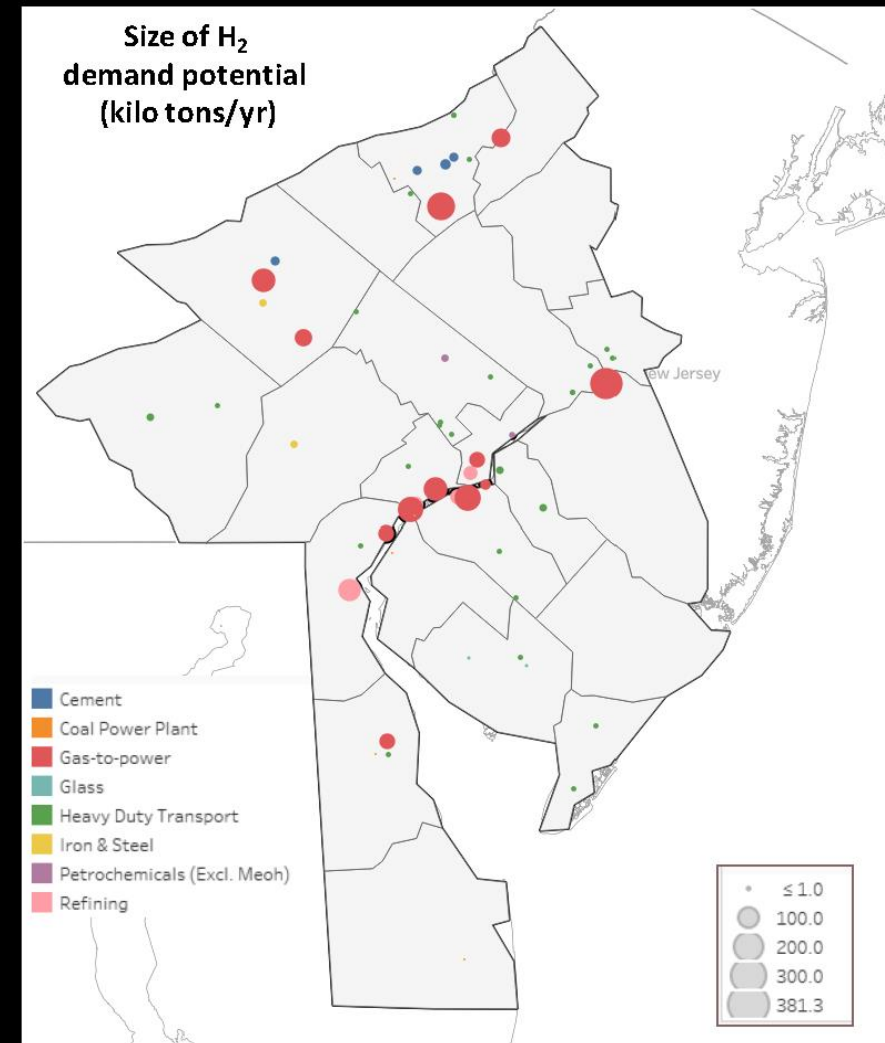 Size of H₂
demand potential
(kilo tons/yr)
ew Jersey
Cement
Coal Power Plant
Gas-to-power
Glass
Heavy Duty Transport
Iron & Steel
Petrochemicals (Excl. Meoh)
Refining
≤ 1.0
100.0
200.0
300.0
381.3